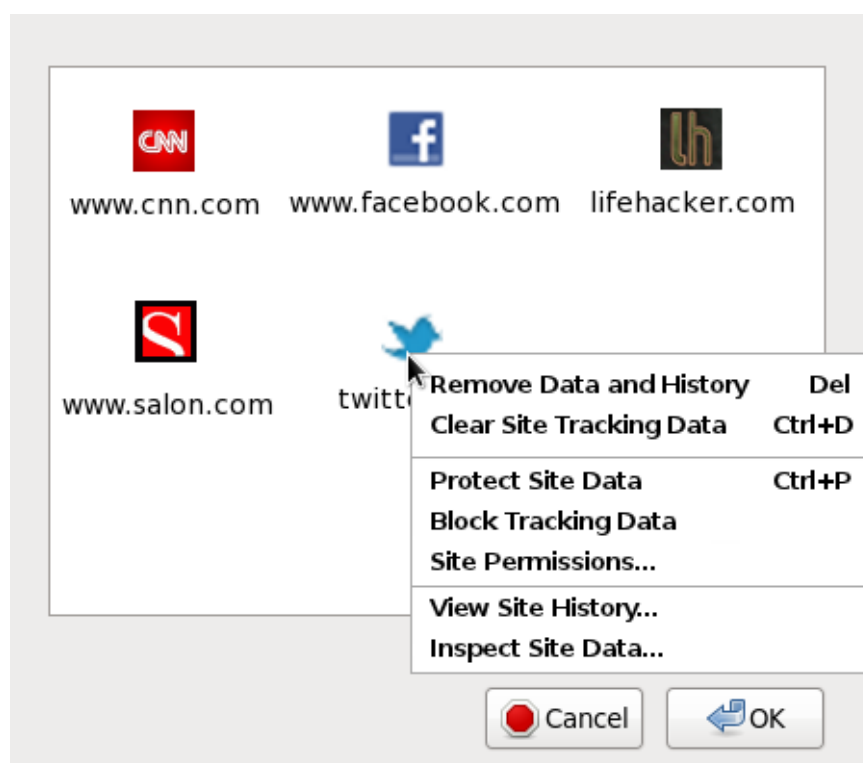 CNN
f
lh
www.cnn.com www.facebook.com lifehacker.com
S
www.salon.com twitt
Remove Data and History Del
Clear Site Tracking Data Ctrl+D
Protect Site Data Ctrl+P
Block Tracking Data
Site Permissions...
View Site History...
Inspect Site Data...
Cancel OK